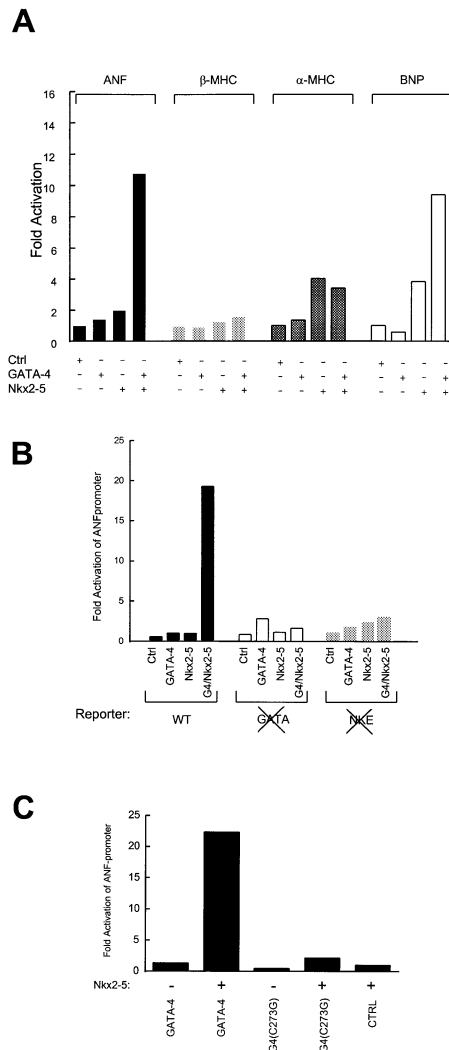 A
ANF β-MHC α-MHC BNP
Fold Activation
16
14
12
10
8
6
4
2
0
Ctrl + - - - + - - - + - - - + - - -
GATA-4 - + - + - + - + - + - + - + - +
Nkx2-5 - - + + - - + + - - + + - - + +
B
Fold Activation of ANFpromoter
25
20
15
10
5
0
Ctrl GATA-4 Nkx2-5 G4/Nkx2-5 Ctrl GATA-4 Nkx2-5 G4/Nkx2-5 Ctrl GATA-4 Nkx2-5 G4/Nkx2-5
Reporter: WT GATA NKE
C
Fold Activation of ANF-promoter
25
20
15
10
5
0
Nkx2-5: - + - + +
GATA-4 GATA-4 G4(C273G) G4(C273G) CTRL